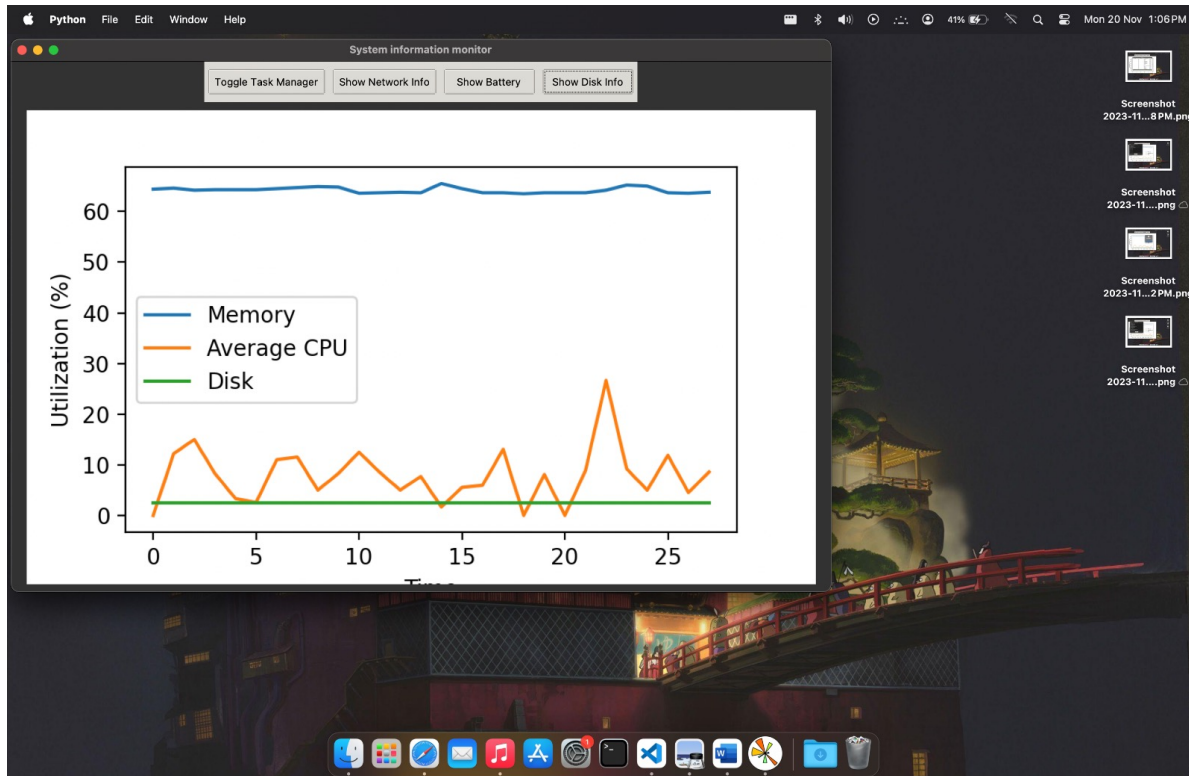 Python File Edit Window Help 41% Mon 20 Nov 1:06 PM
System information monitor
Toggle Task Manager Show Network Info Show Battery Show Disk Info
Utilization (%)
60
50
40
30
20
10
0
Memory
Average CPU
Disk
0 5 10 15 20 25
Time
Screenshot
2023-11...8 PM.png
Screenshot
2023-11....png
Screenshot
2023-11...2 PM.png
Screenshot
2023-11....png
1
W